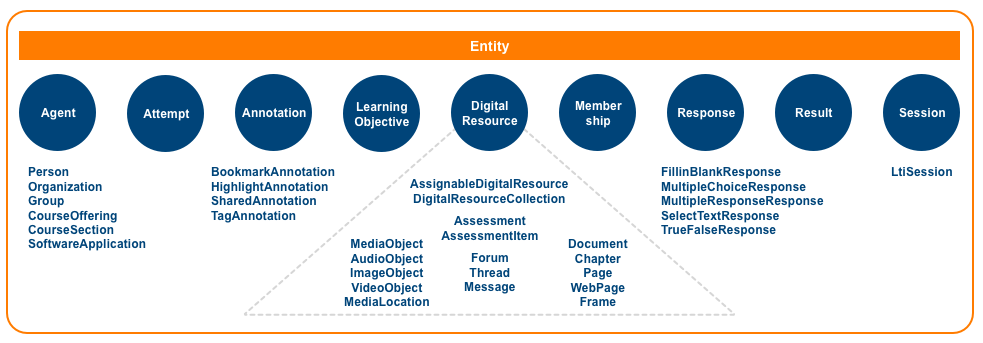 Entity
Agent
Attempt
Annotation
Learning
Objective
Digital
Resource
Member
ship
Response
Result
Session
Person
Organization
Group
CourseOffering
CourseSection
SoftwareApplication
BookmarkAnnotation
HighlightAnnotation
SharedAnnotation
TagAnnotation
AssignableDigitalResource
DigitalResourceCollection
Assessment
AssessmentItem
MediaObject
AudioObject
ImageObject
VideoObject
MediaLocation
Forum
Thread
Message
Document
Chapter
Page
WebPage
Frame
FillinBlankResponse
MultipleChoiceResponse
MultipleResponseResponse
SelectTextResponse
TrueFalseResponse
LtiSession